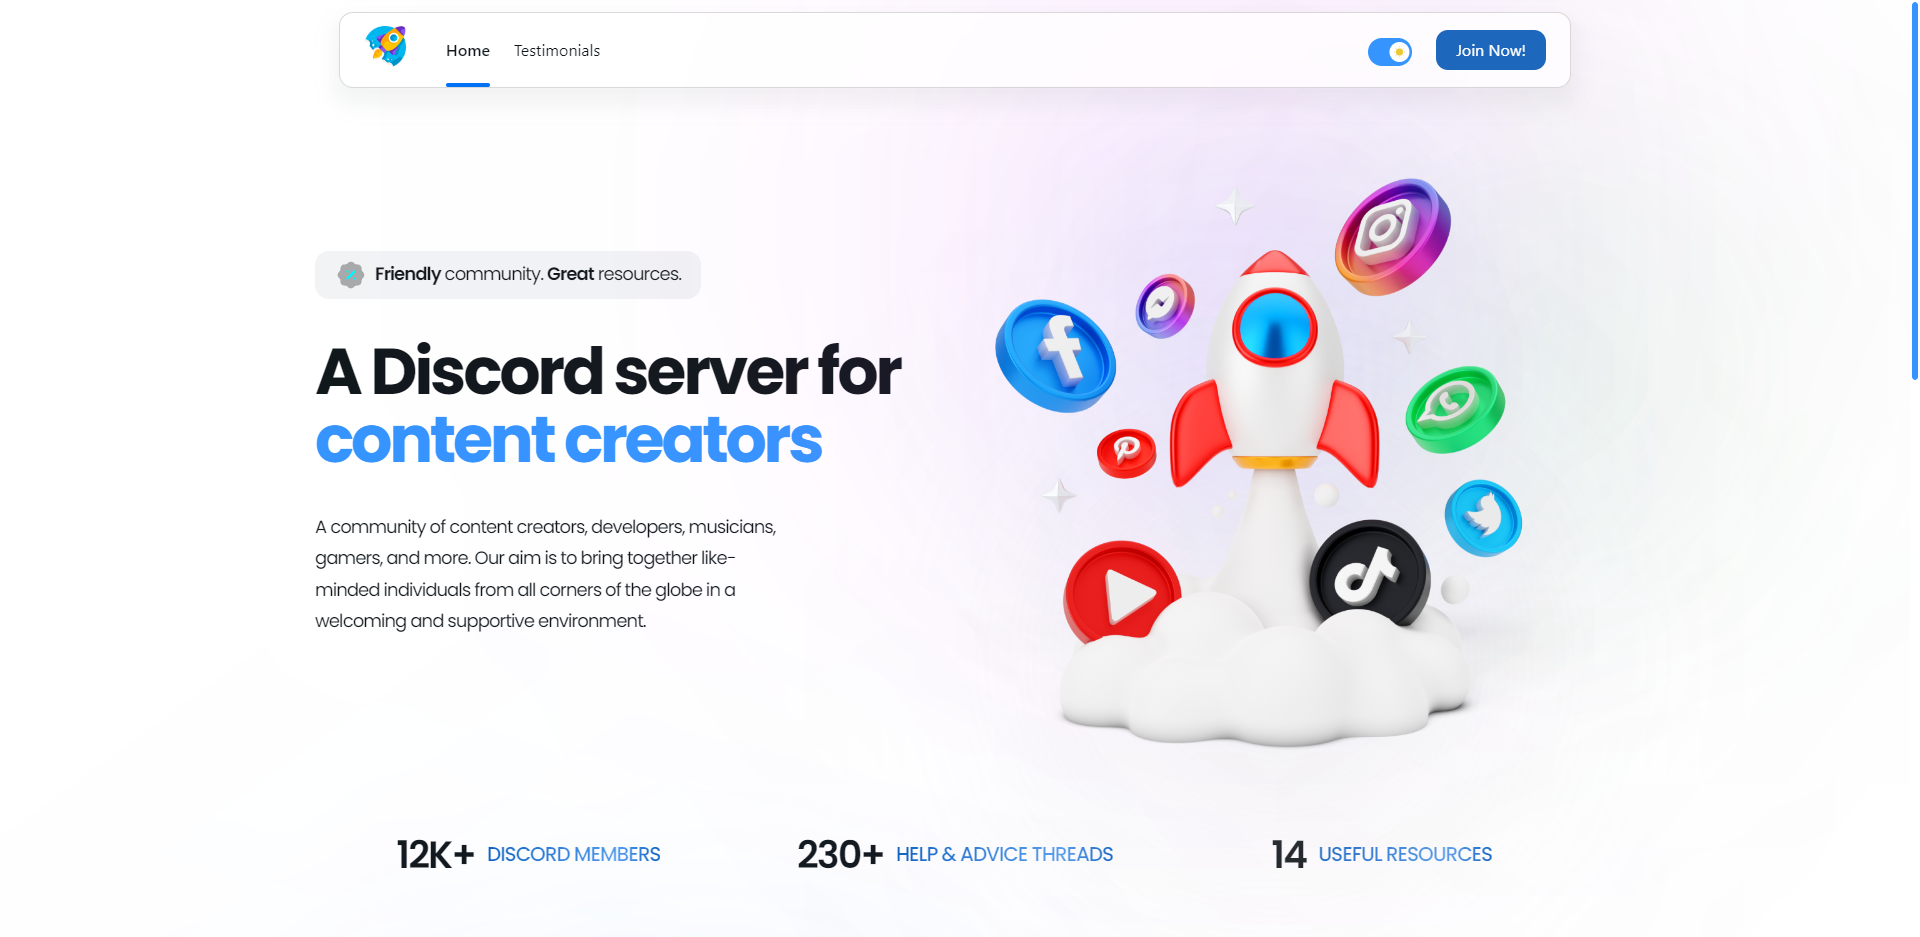 Home
Testimonials
Join Now!
Friendly community. Great resources.
A Discord server for
content creators
A community of content creators, developers, musicians,
gamers, and more. Our aim is to bring together like-
minded individuals from all corners of the globe in a
welcoming and supportive environment.
12K+ DISCORD MEMBERS
230+ HELP & ADVICE THREADS
14 USEFUL RESOURCES